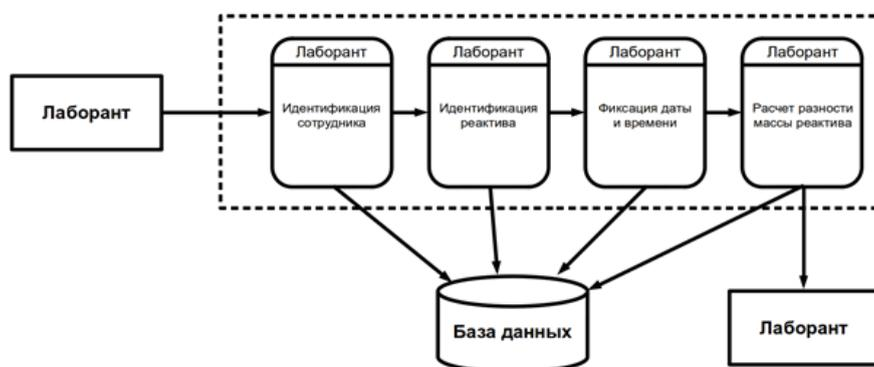 Лаборант
Лаборант
Идентификация
сотрудника
Лаборант
Идентификация
реактива
Лаборант
Фиксация даты
и времени
Лаборант
Расчет разности
массы реактива
База данных
Лаборант